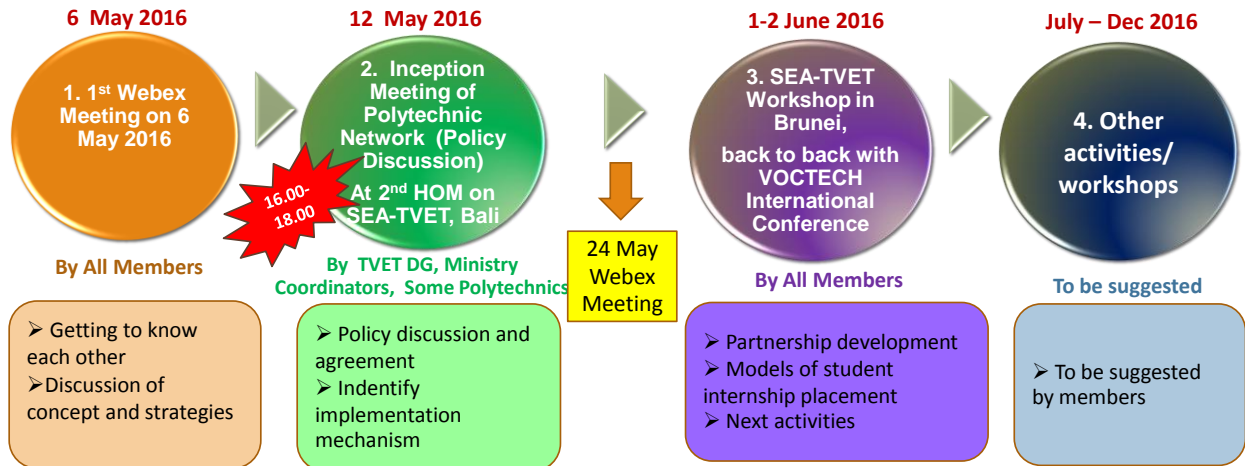 6 May 2016
12 May 2016
1-2 June 2016
July – Dec 2016
1. 1st Webex
Meeting on 6
May 2016
2. Inception
Meeting of
Polytechnic
Network (Policy
Discussion)
At 2nd HOM on
SEA-TVET, Bali
16.00-
18.00
3. SEA-TVET
Workshop in
Brunei,
back to back with
VOCTECH
International
Conference
4. Other
activities/
workshops
By All Members
By TVET DG, Ministry
Coordinators, Some Polytechnics
24 May
Webex
Meeting
By All Members
To be suggested
➢ Getting to know
each other
➢Discussion of
concept and strategies
➢ Policy discussion and
agreement
➢ Indentify
implementation
mechanism
➢ Partnership development
➢ Models of student
internship placement
➢ Next activities
➢ To be suggested
by members